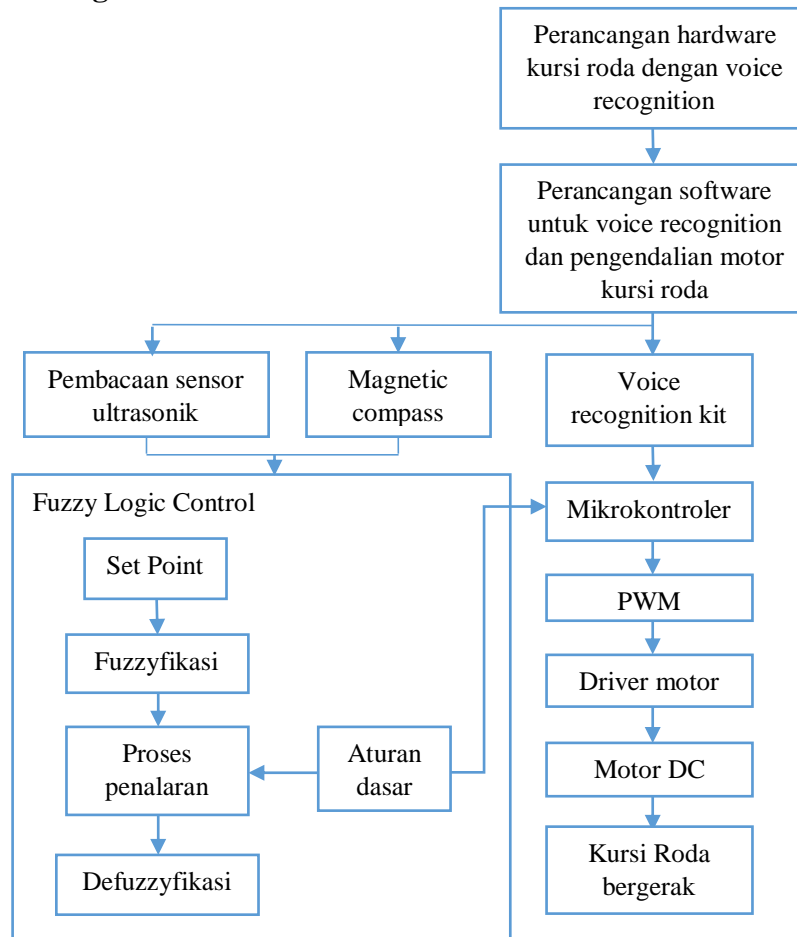 Perancangan hardware
kursi roda dengan voice
recognition
Perancangan software
untuk voice recognition
dan pengendalian motor
kursi roda
Pembacaan sensor
ultrasonik
Magnetic
compass
Voice
recognition kit
Fuzzy Logic Control
Set Point
Fuzzyfikasi
Proses
penalaran
Aturan
dasar
Defuzzyfikasi
Mikrokontroler
PWM
Driver motor
Motor DC
Kursi Roda
bergerak